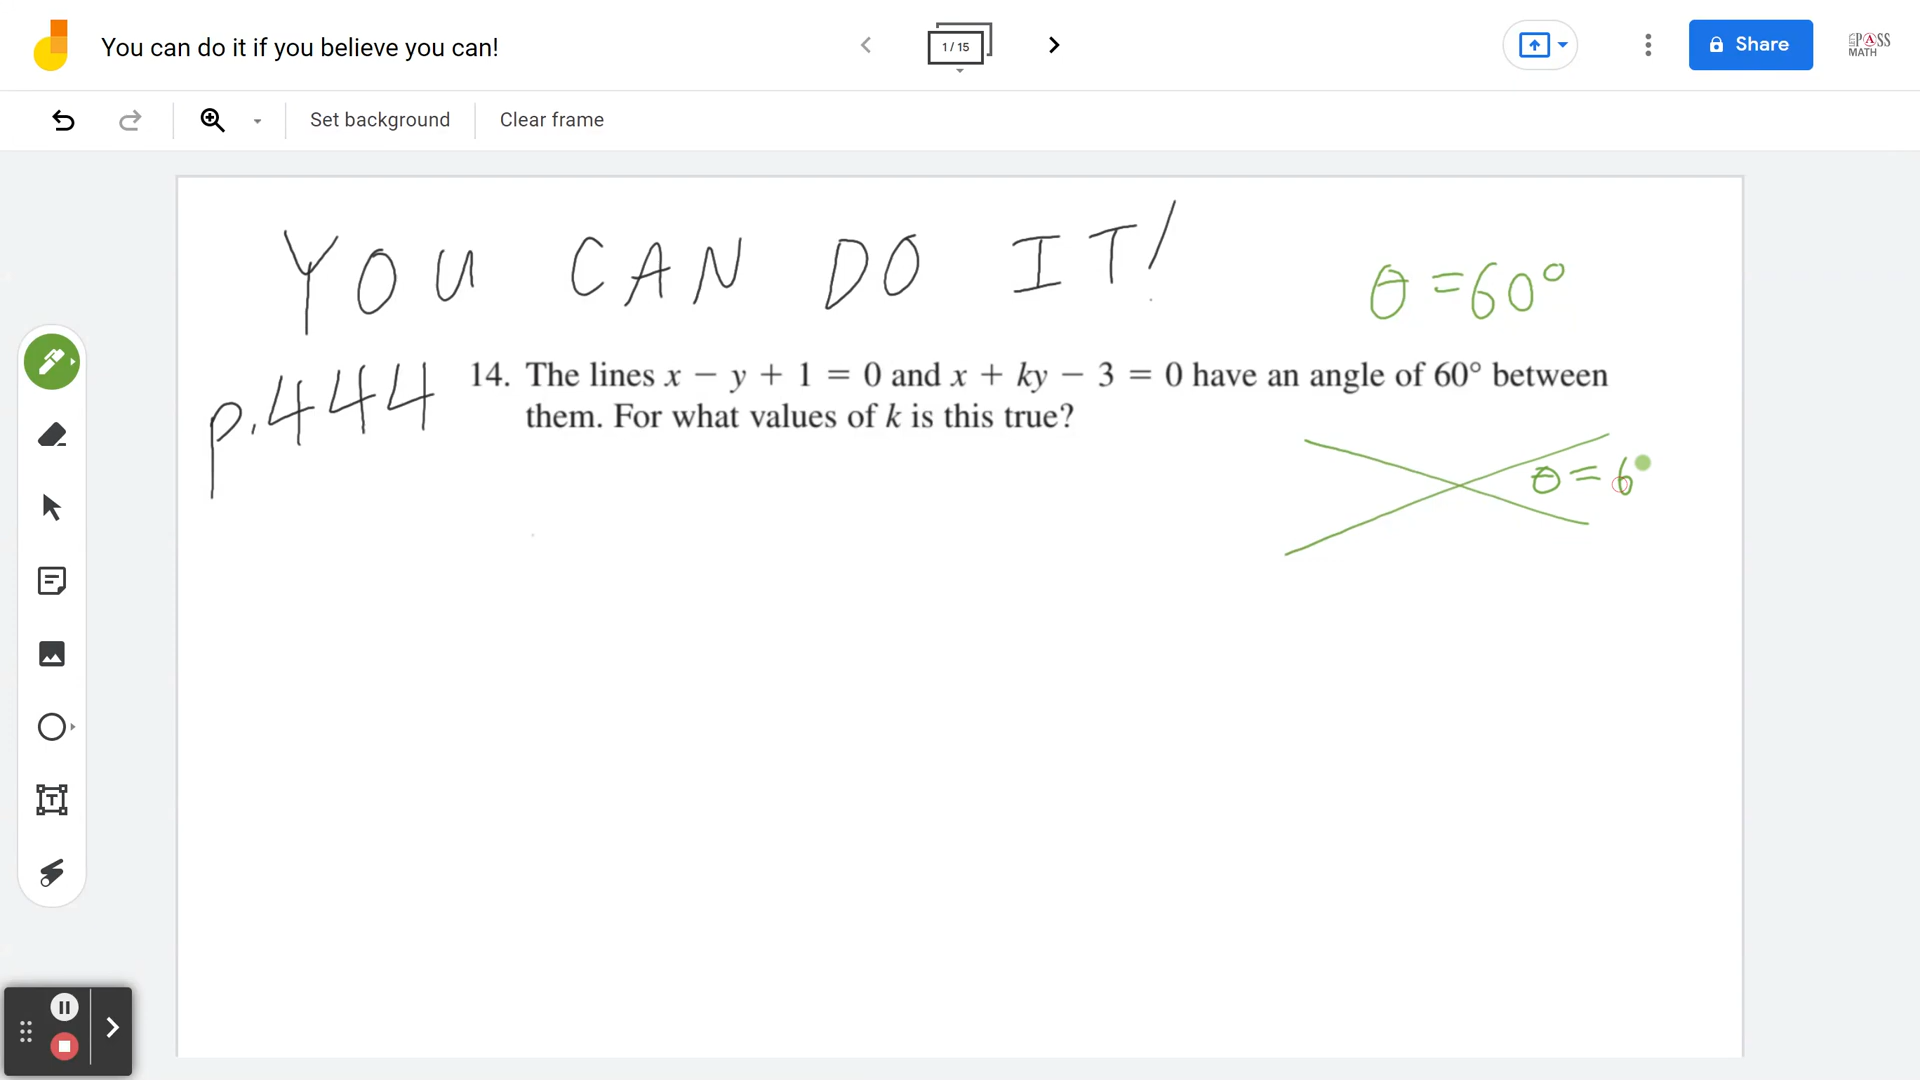 You can do it if you believe you can!
1 / 15
Share
PASS
MATH
Set background
Clear frame
YOU CAN DO IT!
θ = 60°
p.444
14. The lines x − y + 1 = 0 and x + ky − 3 = 0 have an angle of 60° between
them. For what values of k is this true?
θ = 6